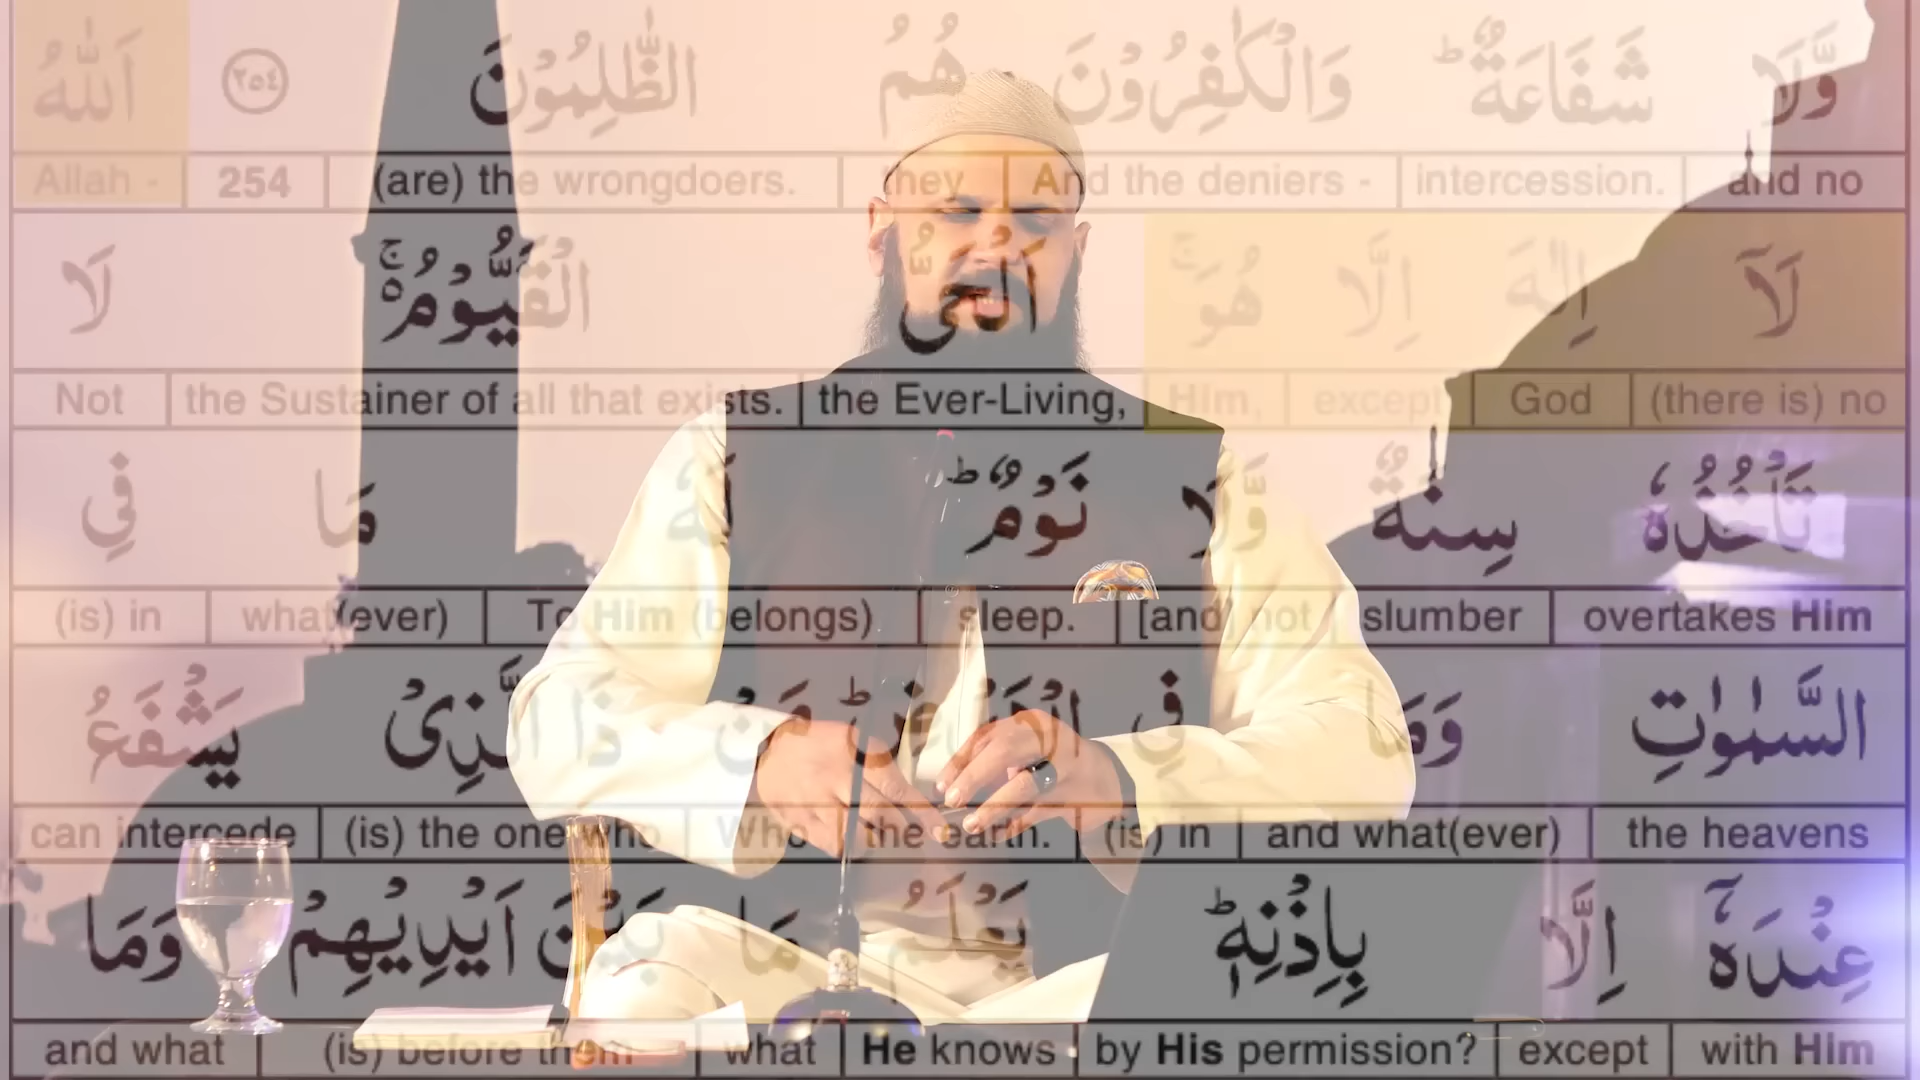 وَّلَا شَفَاعَةٌ ؕ وَالْكٰفِرُوْنَ هُمُ الظّٰلِمُوْنَ ﴿٢٥٤﴾ اَللّٰهُ
and no intercession. And the deniers - they (are) the wrongdoers. 254 Allah -
لَاۤ اِلٰهَ اِلَّا هُوَ ۚ اَلْحَيُّ الْقَيُّوْمُ ۚ۬ لَا
(there is) no God except Him, the Ever-Living, the Sustainer of all that exists. Not
تَاْخُذُهٗ سِنَةٌ وَّلَا نَوْمٌ ؕ لَهٗ مَا فِي
overtakes Him slumber [and] not sleep. To Him (belongs) what(ever) (is) in
السَّمٰوٰتِ وَمَا فِي الْاَرْضِ ؕ مَنْ ذَا الَّذِيْ يَشْفَعُ
the heavens and what(ever) (is) in the earth. Who (is) the one who can intercede
عِنْدَهٗۤ اِلَّا بِاِذْنِهٖ ؕ يَعْلَمُ مَا بَيْنَ اَيْدِيْهِمْ وَمَا
with Him except by His permission? He knows what (is) before them and what